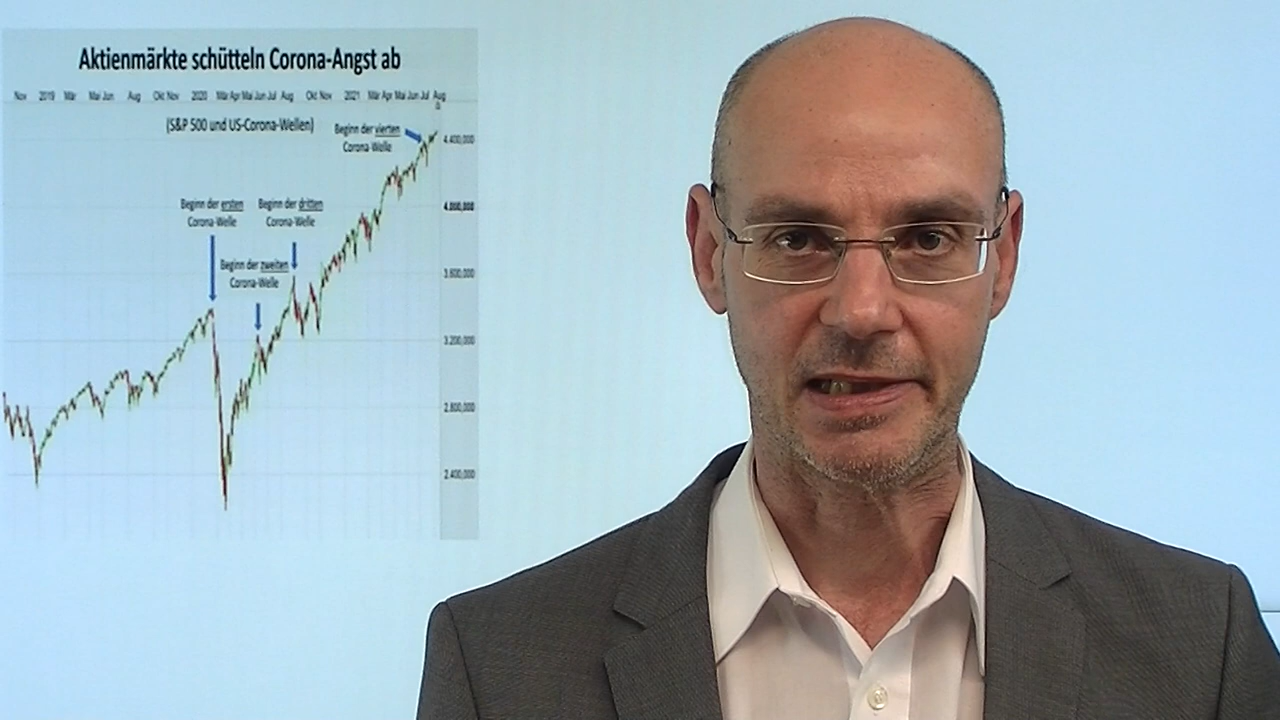 Aktienmärkte schütteln Corona-Angst ab
Nov 2019 Mär Mai Jun Aug Okt Nov 2020 Mär Apr Mai Jun Jul Aug Okt Nov 2021 Mär Apr Mai Jun Jul Aug
(S&P 500 und US-Corona-Wellen)
Beginn der vierten
Corona-Welle
4.400,000
4.000,000
Beginn der ersten
Corona-Welle
Beginn der dritten
Corona-Welle
Beginn der zweiten
Corona-Welle
3.600,000
3.200,000
2.800,000
2.400,000